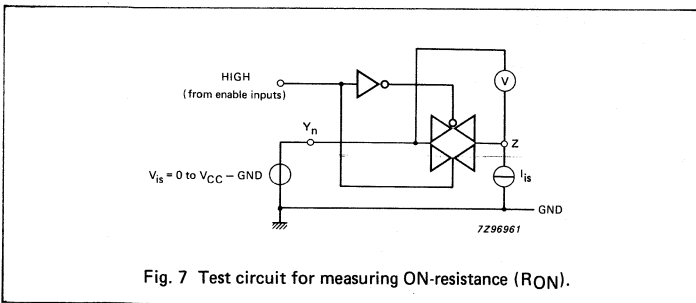 HIGH
(from enable inputs)
V
Yn
Z
Vis = 0 to VCC – GND
Iis
GND
7Z96961
Fig. 7 Test circuit for measuring ON-resistance (RON).